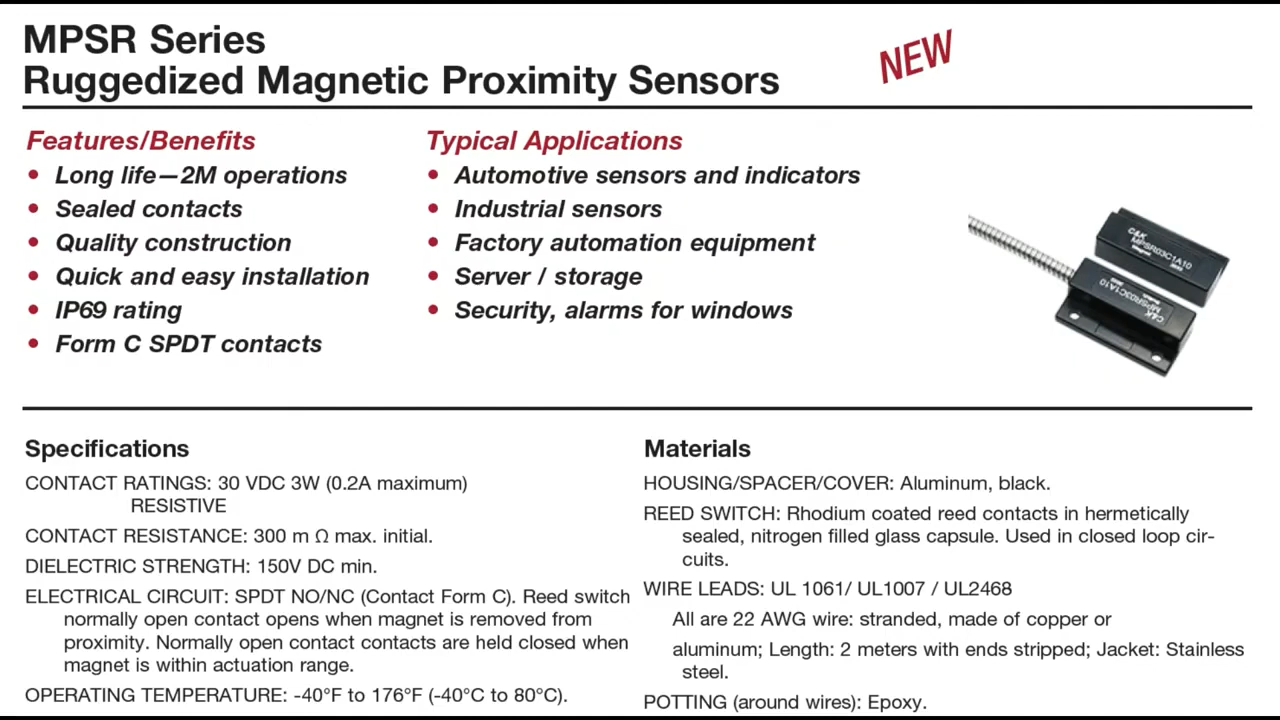 MPSR Series
Ruggedized Magnetic Proximity Sensors
NEW
Features/Benefits
• Long life—2M operations
• Sealed contacts
• Quality construction
• Quick and easy installation
• IP69 rating
• Form C SPDT contacts
Typical Applications
• Automotive sensors and indicators
• Industrial sensors
• Factory automation equipment
• Server / storage
• Security, alarms for windows
C&K
MPSR03C1A10
Magnet
C&K
MPSR03C1A10
Switch
Specifications
CONTACT RATINGS: 30 VDC 3W (0.2A maximum)
RESISTIVE
CONTACT RESISTANCE: 300 m Ω max. initial.
DIELECTRIC STRENGTH: 150V DC min.
ELECTRICAL CIRCUIT: SPDT NO/NC (Contact Form C). Reed switch
normally open contact opens when magnet is removed from
proximity. Normally open contact contacts are held closed when
magnet is within actuation range.
OPERATING TEMPERATURE: -40°F to 176°F (-40°C to 80°C).
Materials
HOUSING/SPACER/COVER: Aluminum, black.
REED SWITCH: Rhodium coated reed contacts in hermetically
sealed, nitrogen filled glass capsule. Used in closed loop cir-
cuits.
WIRE LEADS: UL 1061/ UL1007 / UL2468
All are 22 AWG wire: stranded, made of copper or
aluminum; Length: 2 meters with ends stripped; Jacket: Stainless
steel.
POTTING (around wires): Epoxy.